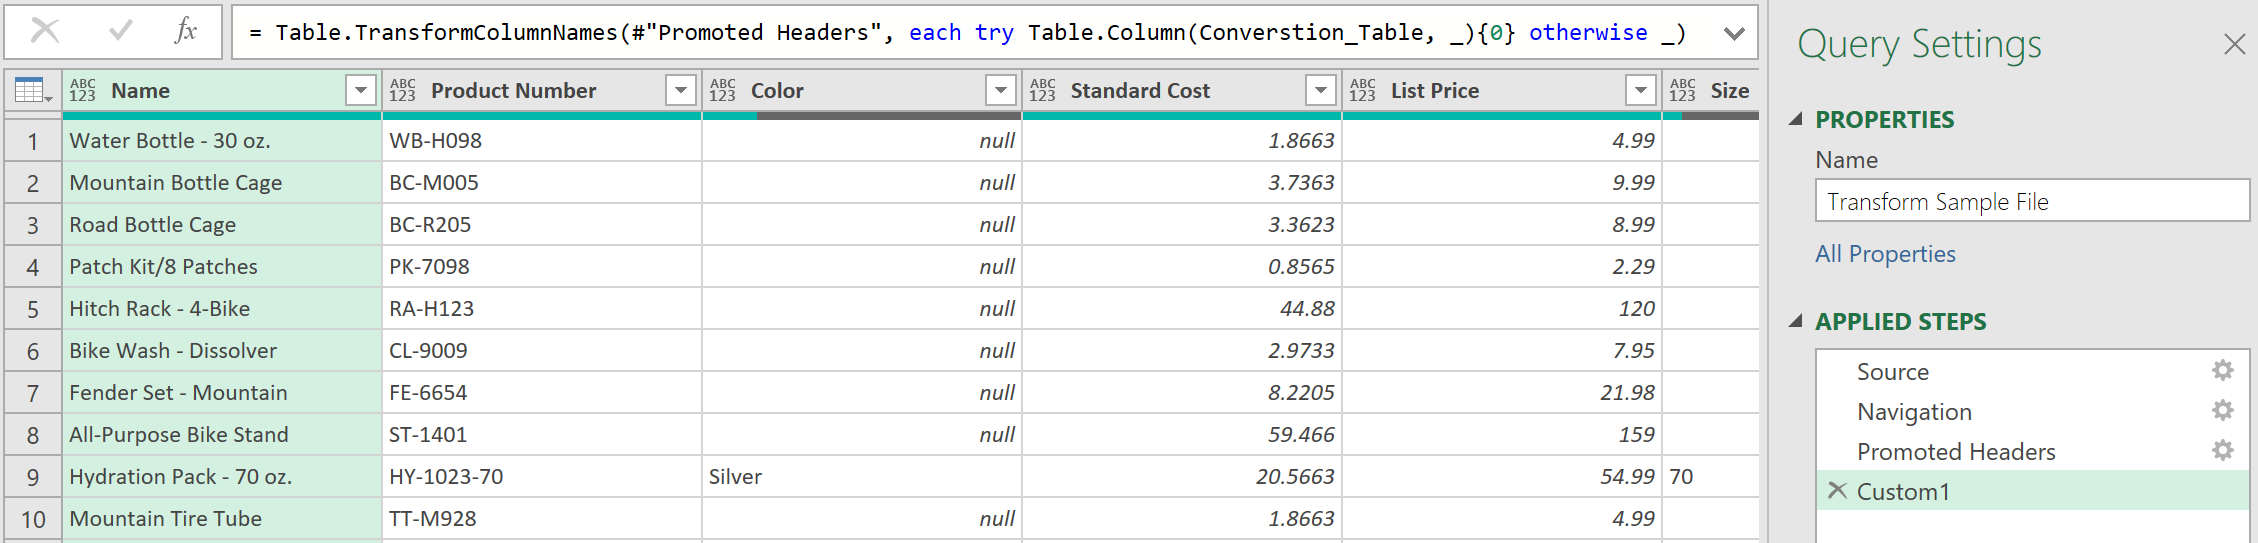 fx = Table.TransformColumnNames(#"Promoted Headers", each try Table.Column(Converstion_Table, _){0} otherwise _)
ABC 123 Name ABC 123 Product Number ABC 123 Color ABC 123 Standard Cost ABC 123 List Price ABC 123 Size
1 Water Bottle - 30 oz. WB-H098 null 1.8663 4.99
2 Mountain Bottle Cage BC-M005 null 3.7363 9.99
3 Road Bottle Cage BC-R205 null 3.3623 8.99
4 Patch Kit/8 Patches PK-7098 null 0.8565 2.29
5 Hitch Rack - 4-Bike RA-H123 null 44.88 120
6 Bike Wash - Dissolver CL-9009 null 2.9733 7.95
7 Fender Set - Mountain FE-6654 null 8.2205 21.98
8 All-Purpose Bike Stand ST-1401 null 59.466 159
9 Hydration Pack - 70 oz. HY-1023-70 Silver 20.5663 54.99 70
10 Mountain Tire Tube TT-M928 null 1.8663 4.99
Query Settings
PROPERTIES
Name
Transform Sample File
All Properties
APPLIED STEPS
Source
Navigation
Promoted Headers
Custom1